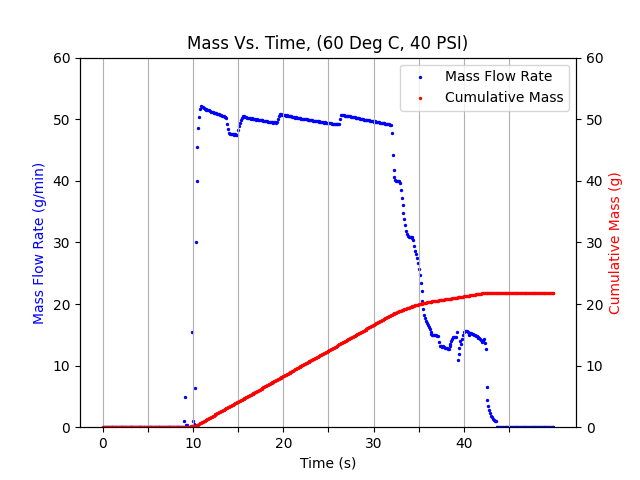 Mass Vs. Time, (60 Deg C, 40 PSI)
Mass Flow Rate
Cumulative Mass
Mass Flow Rate (g/min)
60
50
40
30
20
10
0
60
50
40
30
20
10
0
Cumulative Mass (g)
0 10 20 30 40
Time (s)